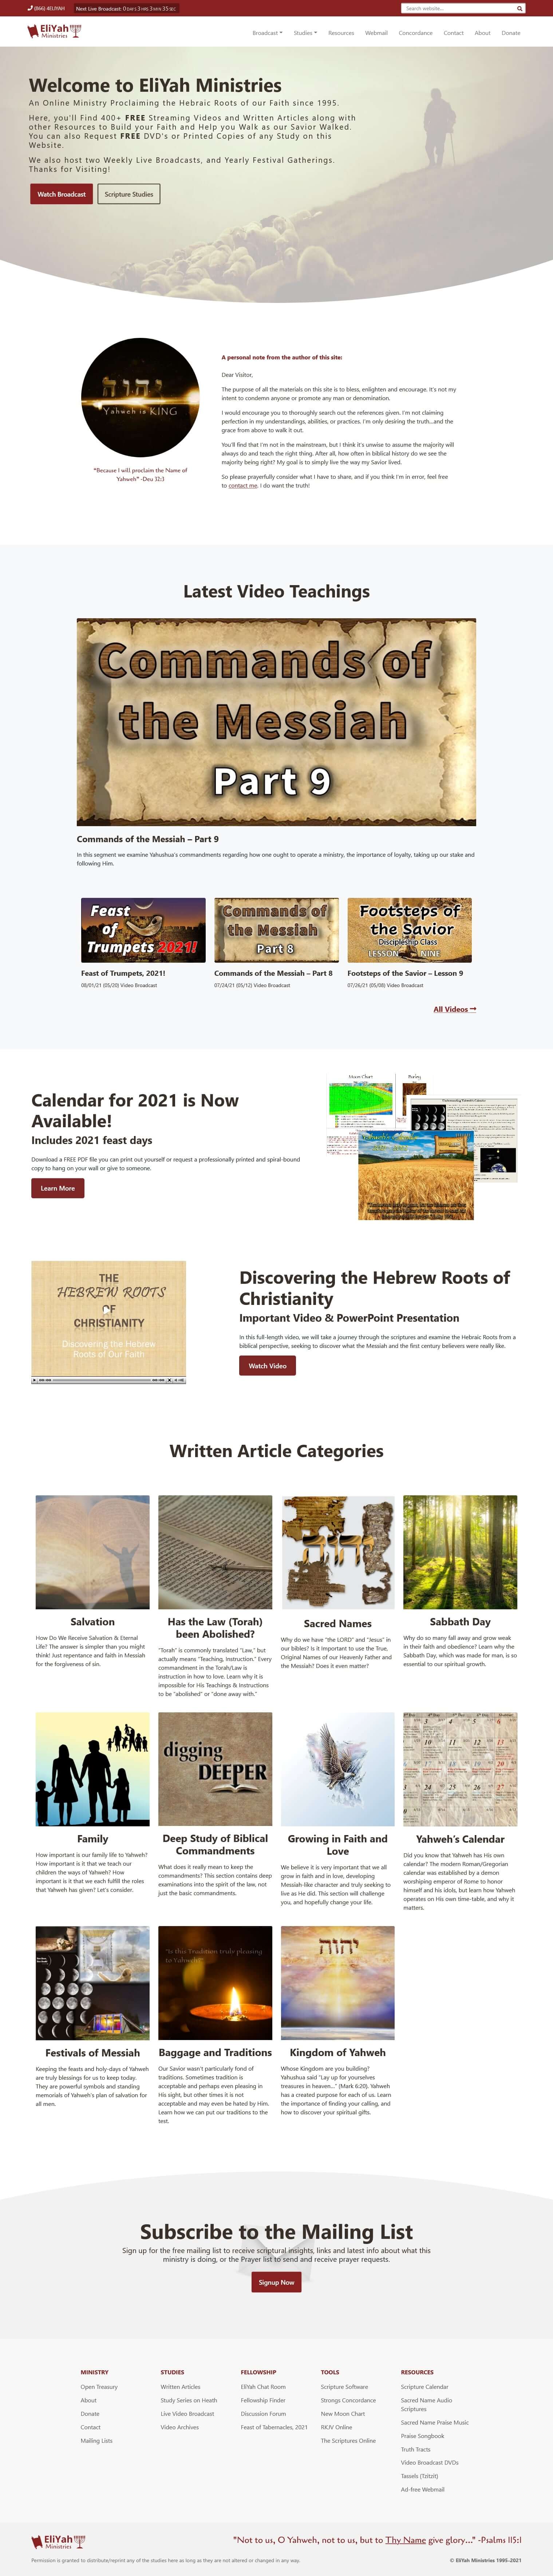 (866) 4ELIYAH
Next Live Broadcast: 0 DAYS 3 HRS 3 MIN 35 SEC
Search website...
EliYah
Ministries
Broadcast
Studies
Resources
Webmail
Concordance
Contact
About
Donate
Welcome to EliYah Ministries
An Online Ministry Proclaiming the Hebraic Roots of our Faith since 1995.
Here, you'll Find 400+ FREE Streaming Videos and Written Articles along with
other Resources to Build your Faith and Help you Walk as our Savior Walked.
You can also Request FREE DVD's or Printed Copies of any Study on this
Website.
We also host two Weekly Live Broadcasts, and Yearly Festival Gatherings.
Thanks for Visiting!
Watch Broadcast
Scripture Studies
Yahweh is KING
"Because I will proclaim the Name of
Yahweh" -Deu 32:3
A personal note from the author of this site:
Dear Visitor,
The purpose of all the materials on this site is to bless, enlighten and encourage. It's not my
intent to condemn anyone or promote any man or denomination.
I would encourage you to thoroughly search out the references given. I'm not claiming
perfection in my understandings, abilities, or practices. I'm only desiring the truth...and the
grace from above to walk it out.
You'll find that I'm not in the mainstream, but I think it's unwise to assume the majority will
always do and teach the right thing. After all, how often in biblical history do we see the
majority being right? My goal is to simply live the way my Savior lived.
So please prayerfully consider what I have to share, and if you think I'm in error, feel free
to contact me. I do want the truth!
Latest Video Teachings
Commands of
the Messiah
Part 9
Commands of the Messiah – Part 9
In this segment we examine Yahushua's commandments regarding how one ought to operate a ministry, the importance of loyalty, taking up our stake and
following Him.
Feast
of
Trumpets 2021!
Commands of
the Messiah
Part 8
Footsteps of
the Savior
Discipleship Class
LESSON NINE
Feast of Trumpets, 2021!
08/01/21 (05/20) Video Broadcast
Commands of the Messiah – Part 8
07/24/21 (05/12) Video Broadcast
Footsteps of the Savior – Lesson 9
07/26/21 (05/08) Video Broadcast
All Videos
Calendar for 2021 is Now
Available!
Includes 2021 feast days
Download a FREE PDF file you can print out yourself or request a professionally printed and spiral-bound
copy to hang on your wall or give to someone.
Learn More
Moon Chart
Barley
THE
HEBREW ROOTS
OF
CHRISTIANITY
Discovering the Hebrew
Roots of Our Faith
Discovering the Hebrew Roots of
Christianity
Important Video & PowerPoint Presentation
In this full-length video, we will take a journey through the scriptures and examine the Hebraic Roots from a
biblical perspective, seeking to discover what the Messiah and the first century believers were really like.
Watch Video
Written Article Categories
Salvation
How Do We Receive Salvation & Eternal
Life? The answer is simpler than you might
think! Just repentance and faith in Messiah
for the forgiveness of sin.
Has the Law (Torah)
been Abolished?
"Torah" is commonly translated "Law," but
actually means "Teaching, Instruction." Every
commandment in the Torah/Law is
instruction in how to love. Learn why it is
impossible for His Teachings & Instructions
to be "abolished" or "done away with."
Sacred Names
Why do we have "the LORD" and "Jesus" in
our bibles? Is it important to use the True,
Original Names of our Heavenly Father and
the Messiah? Does it even matter?
Sabbath Day
Why do so many fall away and grow weak
in their faith and obedience? Learn why the
Sabbath Day, which was made for man, is so
essential to our spiritual growth.
digging
DEEPER
Family
How important is our family life to Yahweh?
How important is it that we teach our
children the ways of Yahweh? How
important is it that we each fulfill the roles
that Yahweh has given? Let's consider.
Deep Study of Biblical
Commandments
What does it really mean to keep the
commandments? This section contains deep
examinations into the spirit of the law, not
just the basic commandments.
Growing in Faith and
Love
We believe it is very important that we all
grow in faith and in love, developing
Messiah-like character and truly seeking to
live as He did. This section will challenge
you, and hopefully change your life.
Yahweh's Calendar
Did you know that Yahweh has His own
calendar? The modern Roman/Gregorian
calendar was established by a demon
worshiping emperor of Rome to honor
himself and his idols, but learn how Yahweh
operates on His own time-table, and why it
matters.
"Is this Tradition truly pleasing
to Yahweh?"
יהוה
Festivals of Messiah
Keeping the feasts and holy-days of Yahweh
are truly blessings for us to keep today.
They are powerful symbols and standing
memorials of Yahweh's plan of salvation for
all men.
Baggage and Traditions
Our Savior wasn't particularly fond of
traditions. Sometimes tradition is
acceptable and perhaps even pleasing in
His sight, but other times it is not
acceptable and may even be hated by Him.
Learn how we can put our traditions to the
test.
Kingdom of Yahweh
Whose Kingdom are you building?
Yahushua said "Lay up for yourselves
treasures in heaven..." (Mark 6:20). Yahweh
has a created purpose for each of us. Learn
the importance of finding your calling, and
how to discover your spiritual gifts.
Subscribe to the Mailing List
Sign up for the free mailing list to receive scriptural insights, links and latest info about what this
ministry is doing, or the Prayer list to send and receive prayer requests.
Signup Now
MINISTRY
Open Treasury
About
Donate
Contact
Mailing Lists
STUDIES
Written Articles
Study Series on Heath
Live Video Broadcast
Video Archives
FELLOWSHIP
EliYah Chat Room
Fellowship Finder
Discussion Forum
Feast of Tabernacles, 2021
TOOLS
Scripture Software
Strongs Concordance
New Moon Chart
RKJV Online
The Scriptures Online
RESOURCES
Scripture Calendar
Sacred Name Audio
Scriptures
Sacred Name Praise Music
Praise Songbook
Truth Tracts
Video Broadcast DVDs
Tassels (Tzitzit)
Ad-free Webmail
EliYah
Ministries
"Not to us, O Yahweh, not to us, but to Thy Name give glory..." -Psalms 115:1
Permission is granted to distribute/reprint any of the studies here as long as they are not altered or changed in any way.
© EliYah Ministries 1995-2021